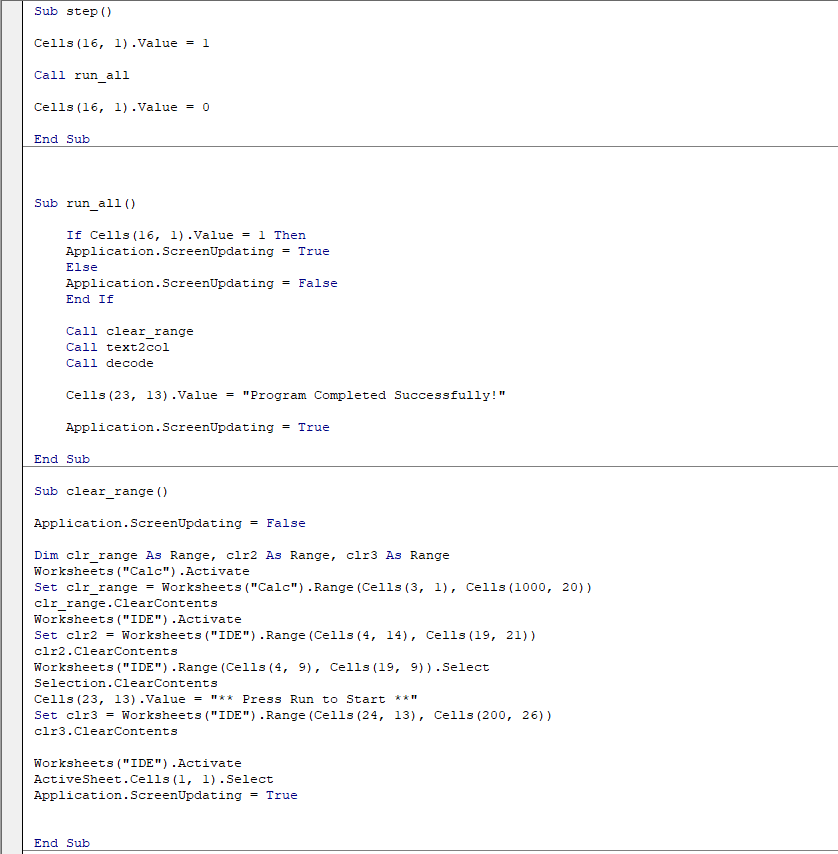 Sub step()
Cells(16, 1).Value = 1
Call run_all
Cells(16, 1).Value = 0
End Sub
Sub run_all()
If Cells(16, 1).Value = 1 Then
Application.ScreenUpdating = True
Else
Application.ScreenUpdating = False
End If
Call clear_range
Call text2col
Call decode
Cells(23, 13).Value = "Program Completed Successfully!"
Application.ScreenUpdating = True
End Sub
Sub clear_range()
Application.ScreenUpdating = False
Dim clr_range As Range, clr2 As Range, clr3 As Range
Worksheets("Calc").Activate
Set clr_range = Worksheets("Calc").Range(Cells(3, 1), Cells(1000, 20))
clr_range.ClearContents
Worksheets("IDE").Activate
Set clr2 = Worksheets("IDE").Range(Cells(4, 14), Cells(19, 21))
clr2.ClearContents
Worksheets("IDE").Range(Cells(4, 9), Cells(19, 9)).Select
Selection.ClearContents
Cells(23, 13).Value = "** Press Run to Start **"
Set clr3 = Worksheets("IDE").Range(Cells(24, 13), Cells(200, 26))
clr3.ClearContents
Worksheets("IDE").Activate
ActiveSheet.Cells(1, 1).Select
Application.ScreenUpdating = True
End Sub